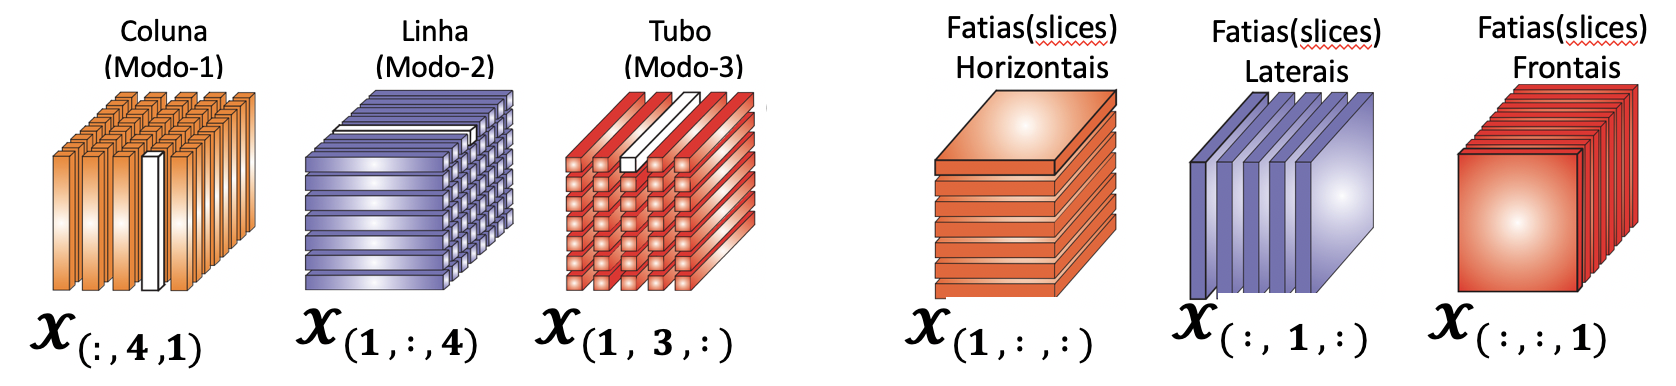 Coluna
(Modo-1)
Linha
(Modo-2)
Tubo
(Modo-3)
Fatias(slices)
Horizontais
Fatias(slices)
Laterais
Fatias(slices)
Frontais
𝒳(:,4,1)
𝒳(1,:,4)
𝒳(1,3,:)
𝒳(1,:,:)
𝒳(:,1,:)
𝒳(:,:,1)